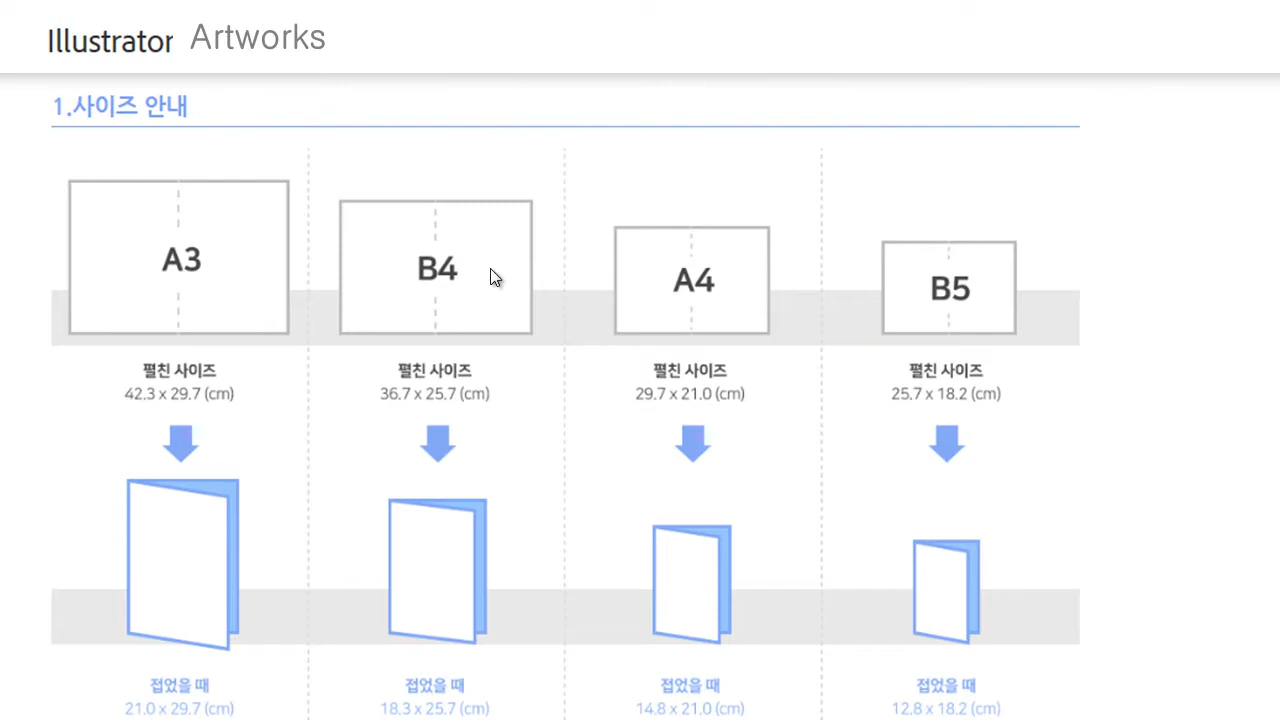 Illustrator Artworks
1.사이즈 안내
A3
B4
A4
B5
펼친 사이즈
42.3 x 29.7 (cm)
펼친 사이즈
36.7 x 25.7 (cm)
펼친 사이즈
29.7 x 21.0 (cm)
펼친 사이즈
25.7 x 18.2 (cm)
접었을 때
21.0 x 29.7 (cm)
접었을 때
18.3 x 25.7 (cm)
접었을 때
14.8 x 21.0 (cm)
접었을 때
12.8 x 18.2 (cm)